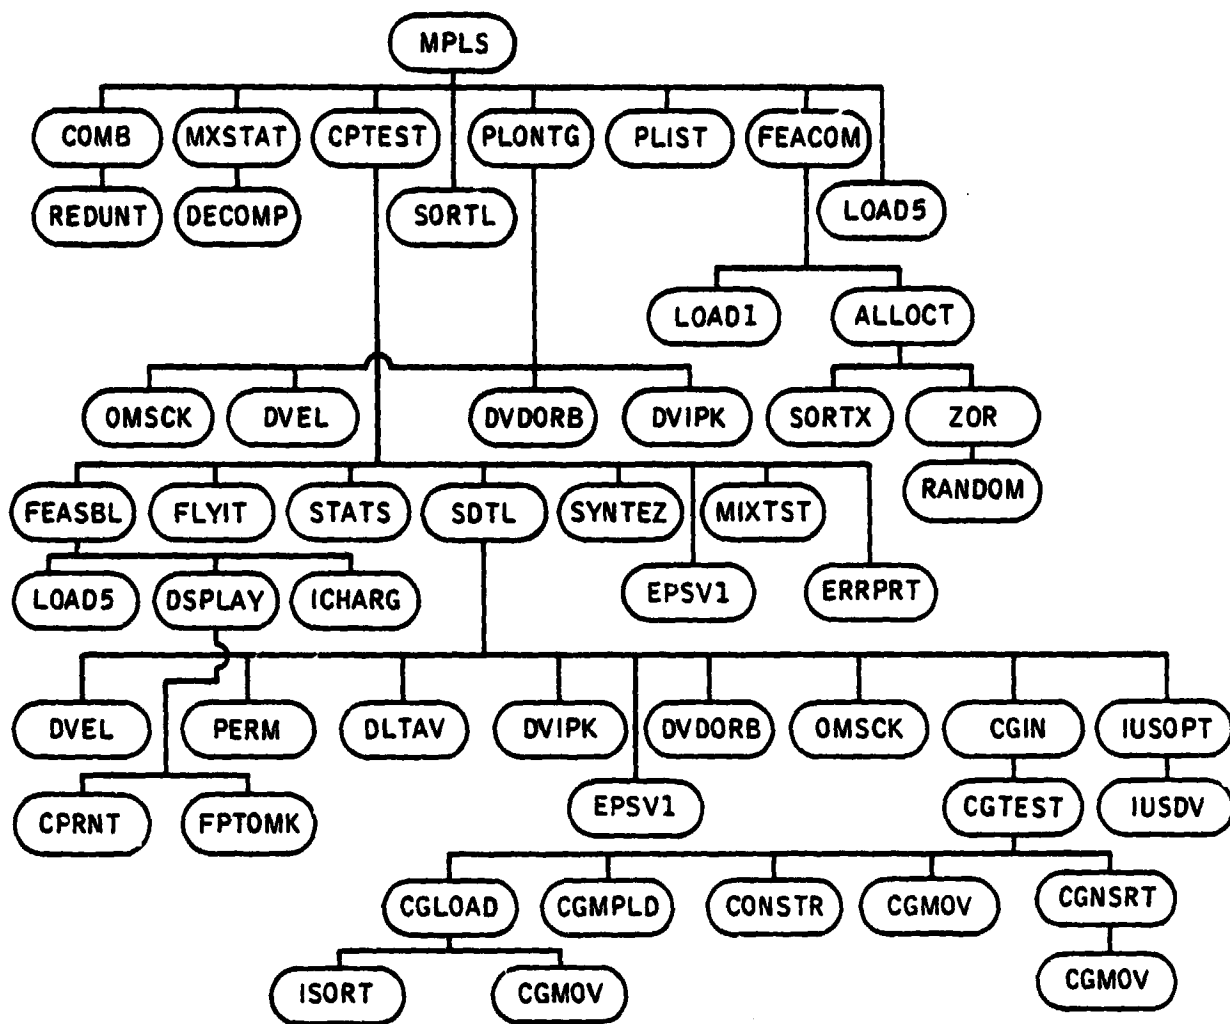 MPLS
COMB MXSTAT CPTEST PLONTG PLIST FEACOM
REDUNT DECOMP SORTL LOAD5
LOAD1 ALLOCT
OMSCK DVEL DVDORB DVIPK SORTX ZOR
RANDOM
FEASBL FLYIT STATS SDTL SYNTEZ MIXTST
LOAD5 DSPLAY ICHARG EPSV1 ERRPRT
DVEL PERM DLTAV DVIPK DVDORB OMSCK CGIN IUSOPT
CPRNT FPTOMK EPSV1 CGTEST IUSDV
CGLOAD CGMPLD CONSTR CGMOV CGNSRT
ISORT CGMOV CGMOV